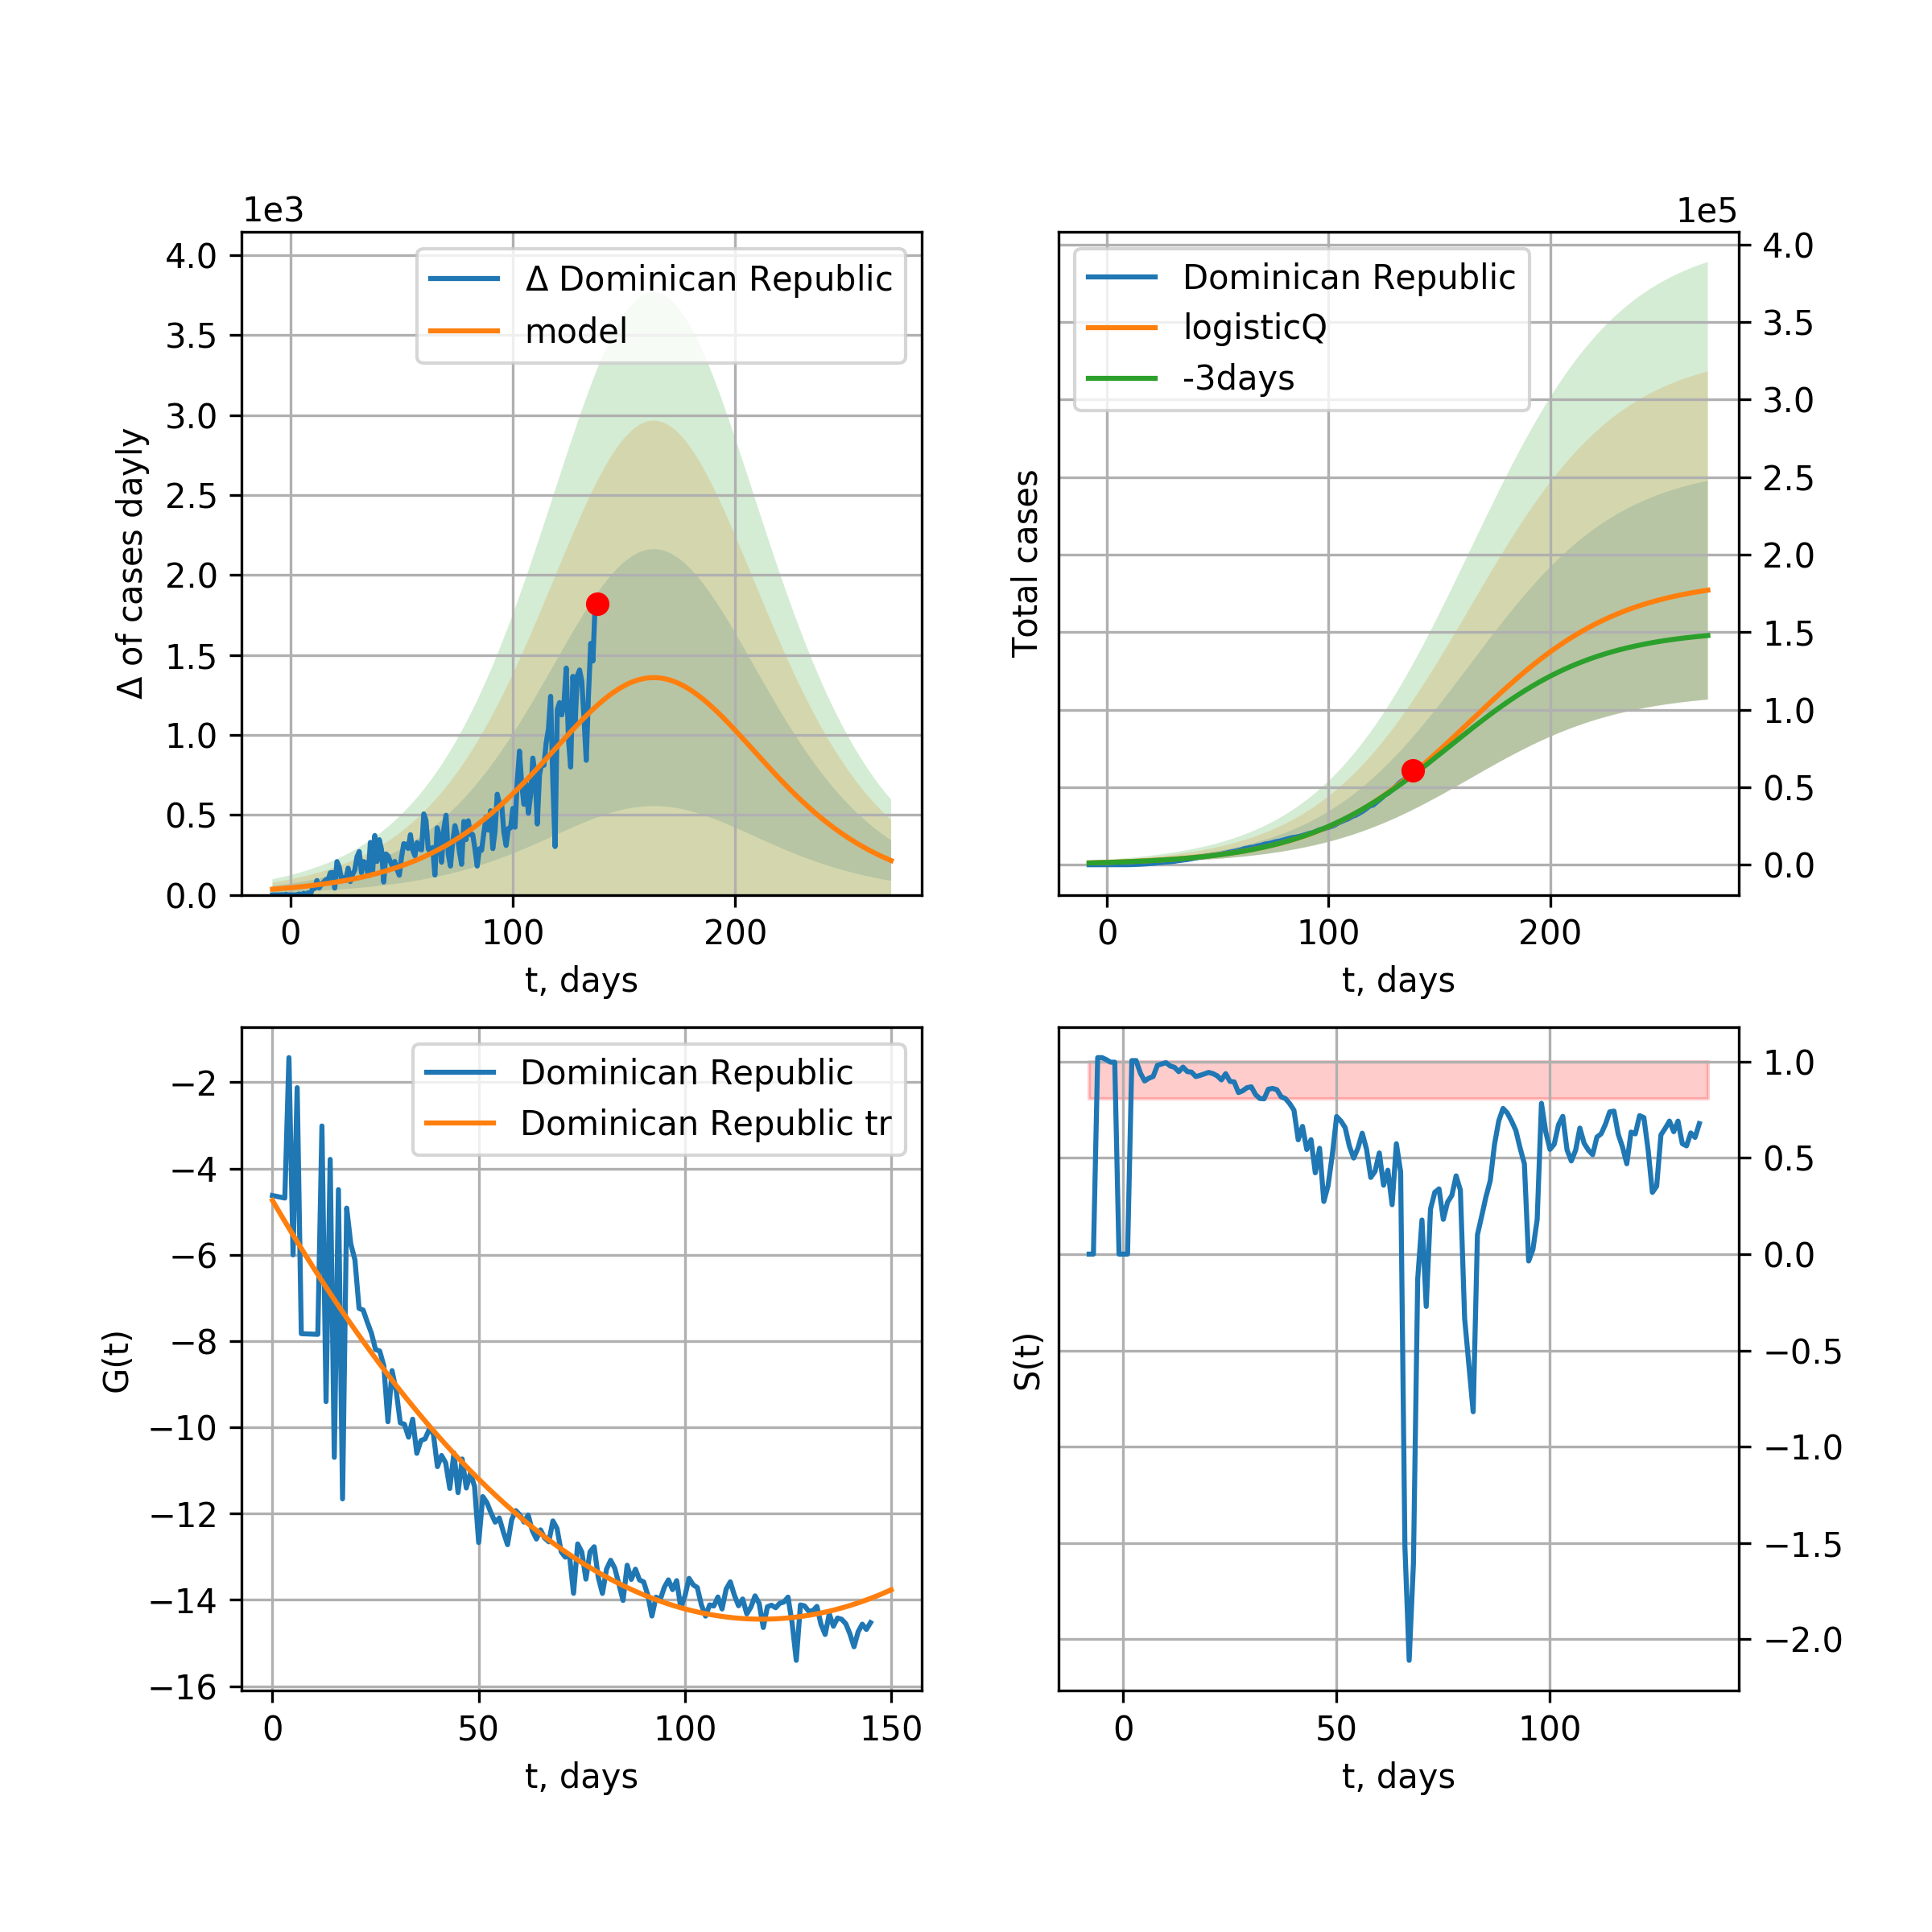 1e3
4.0
3.5
3.0
2.5
2.0
1.5
1.0
0.5
0.0
Δ of cases dayly
Δ Dominican Republic
model
0 100 200
t, days
1e5
4.0
3.5
3.0
2.5
2.0
1.5
1.0
0.5
0.0
Total cases
Dominican Republic
logisticQ
-3days
0 100 200
t, days
−2
−4
−6
−8
−10
−12
−14
−16
G(t)
Dominican Republic
Dominican Republic tr
0 50 100 150
t, days
1.0
0.5
0.0
−0.5
−1.0
−1.5
−2.0
S(t)
0 50 100
t, days